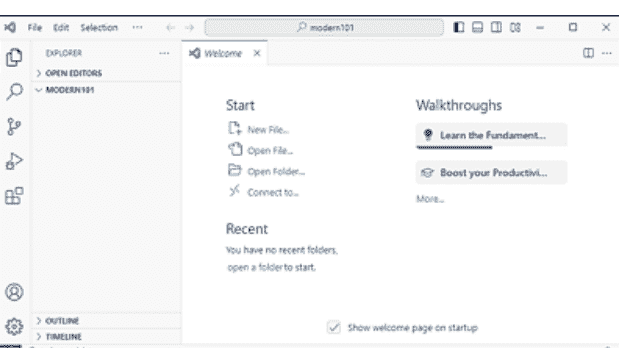 File Edit Selection ··· modern101
EXPLORER ···
Welcome
OPEN EDITORS
MODERN101
Start
New File...
Open File...
Open Folder...
Connect to...
Walkthroughs
Learn the Fundament...
Boost your Productivi...
More...
Recent
You have no recent folders,
open a folder to start.
Show welcome page on startup
OUTLINE
TIMELINE